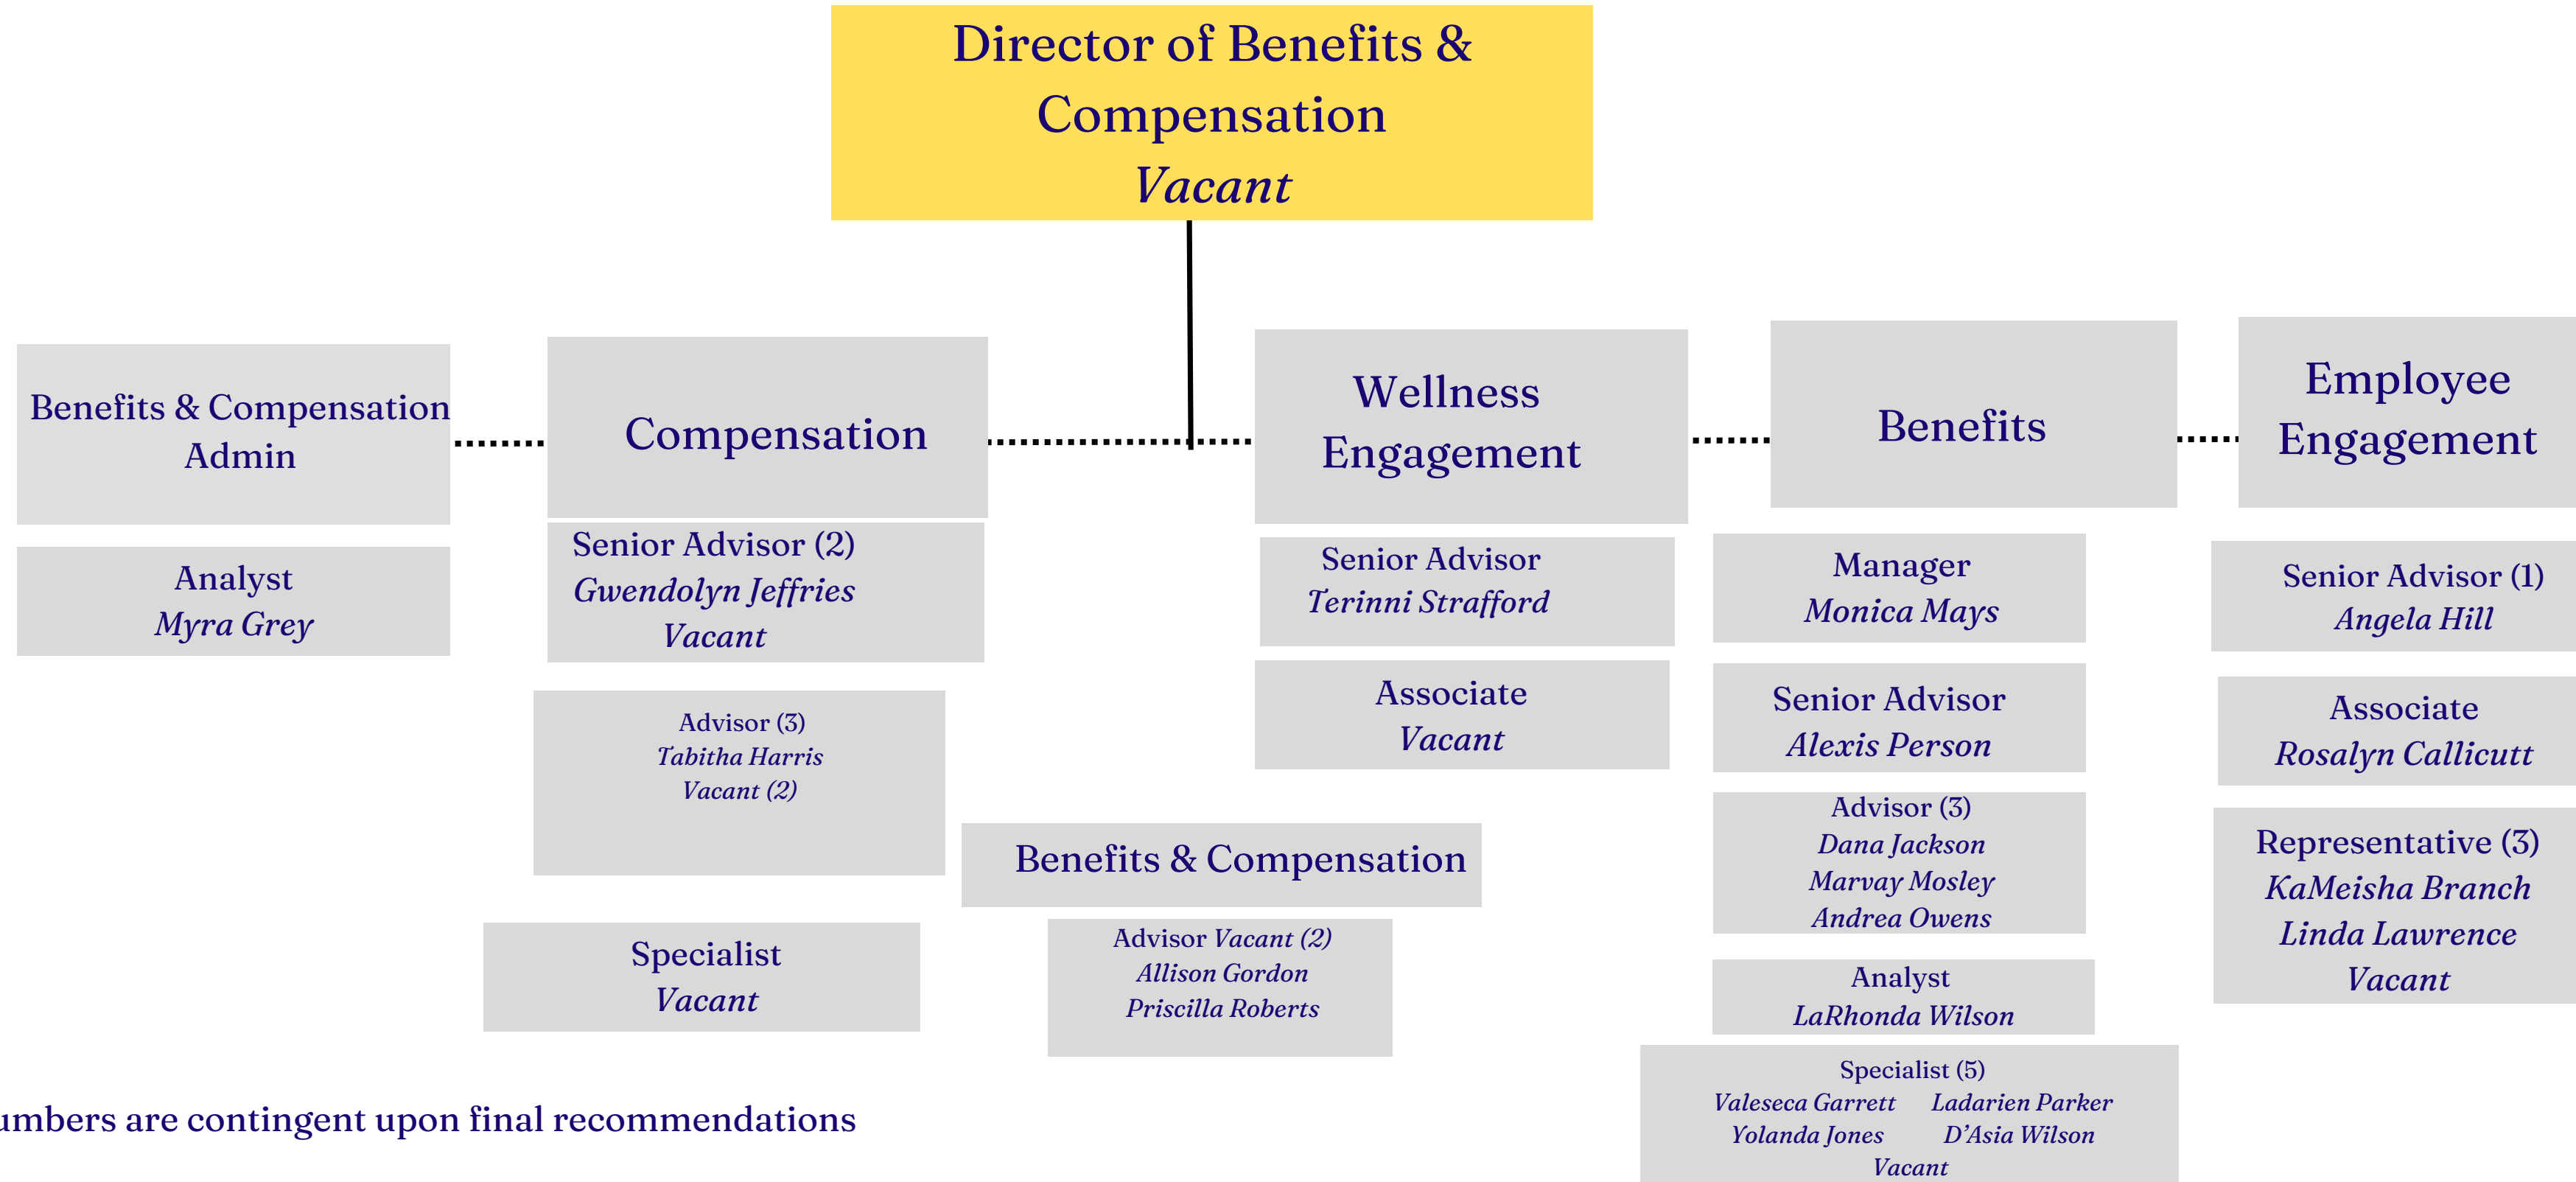 Director of Benefits &
Compensation
Vacant
Benefits & Compensation
Admin
Analyst
Myra Grey
Compensation
Senior Advisor (2)
Gwendolyn Jeffries
Vacant
Advisor (3)
Tabitha Harris
Vacant (2)
Specialist
Vacant
Benefits & Compensation
Advisor Vacant (2)
Allison Gordon
Priscilla Roberts
Wellness
Engagement
Senior Advisor
Terinni Strafford
Associate
Vacant
Benefits
Manager
Monica Mays
Senior Advisor
Alexis Person
Advisor (3)
Dana Jackson
Marvay Mosley
Andrea Owens
Analyst
LaRhonda Wilson
Specialist (5)
Valeseca Garrett Ladarien Parker
Yolanda Jones D’Asia Wilson
Vacant
Employee
Engagement
Senior Advisor (1)
Angela Hill
Associate
Rosalyn Callicutt
Representative (3)
KaMeisha Branch
Linda Lawrence
Vacant
umbers are contingent upon final recommendations